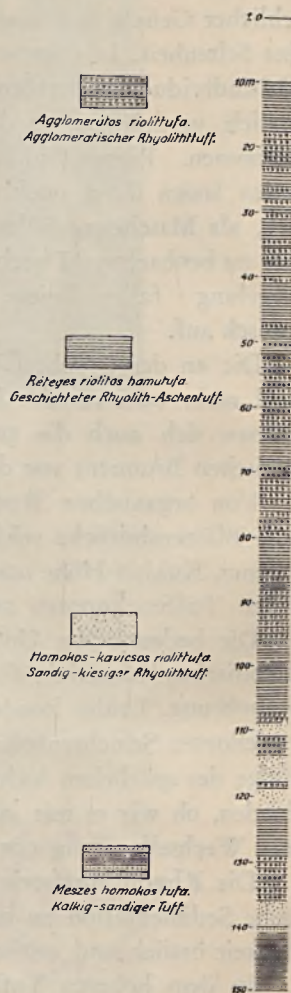 ± 0
10m
Agglomerátos riolittufa.
Agglomeratischer Rhyolithtuff.
20
30
40
50
Réteges riolitos hamutufa
Geschichteter Rhyolith-Aschentuff.
60
70
80
90
Homokos-kavicsos riolittufa.
Sandig-kiesiger Rhyolithtuff.
100
110
120
130
Meszes homokos tufa.
Kalkig-sandiger Tuff.
140
150